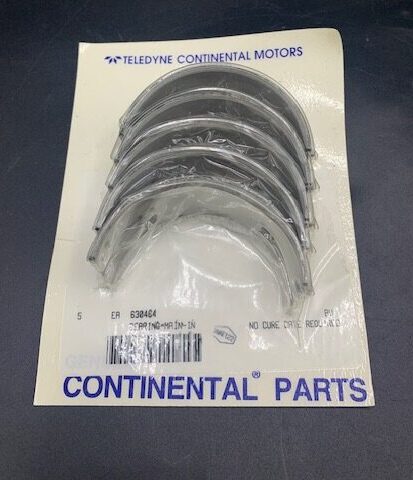 TELEDYNE CONTINENTAL MOTORS
5 EA 630464
BEARING-MAIN-IN
NO CURE DATE REQUIRED
CONTINENTAL® PARTS